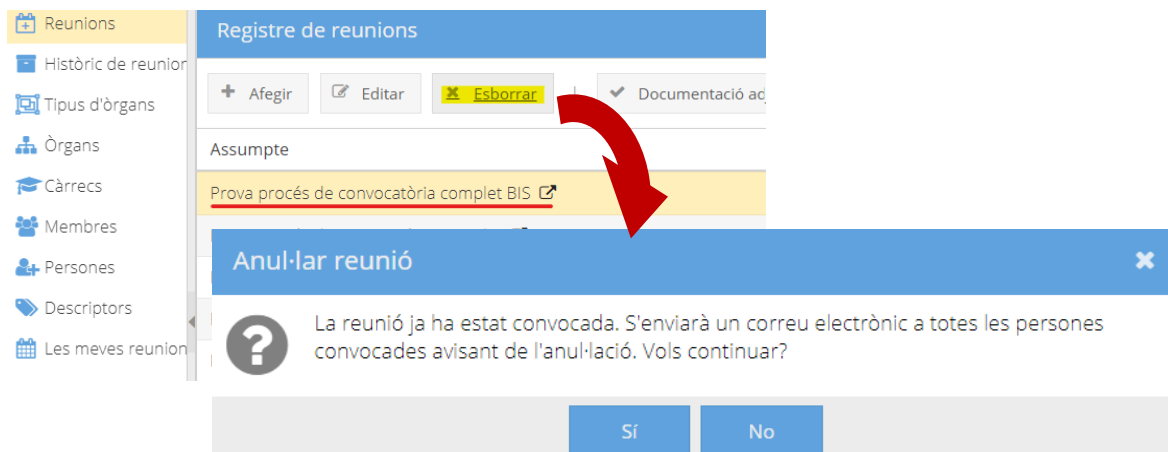 Reunions
Històric de reunior
Tipus d'òrgans
Òrgans
Càrrecs
Membres
Persones
Descriptors
Les meves reunion
Registre de reunions
Afegir Editar Esborrar Documentació ad
Assumpte
Prova procés de convocatòria complet BIS
Anul·lar reunió
La reunió ja ha estat convocada. S'enviarà un correu electrònic a totes les persones
convocades avisant de l'anul·lació. Vols continuar?
Sí No